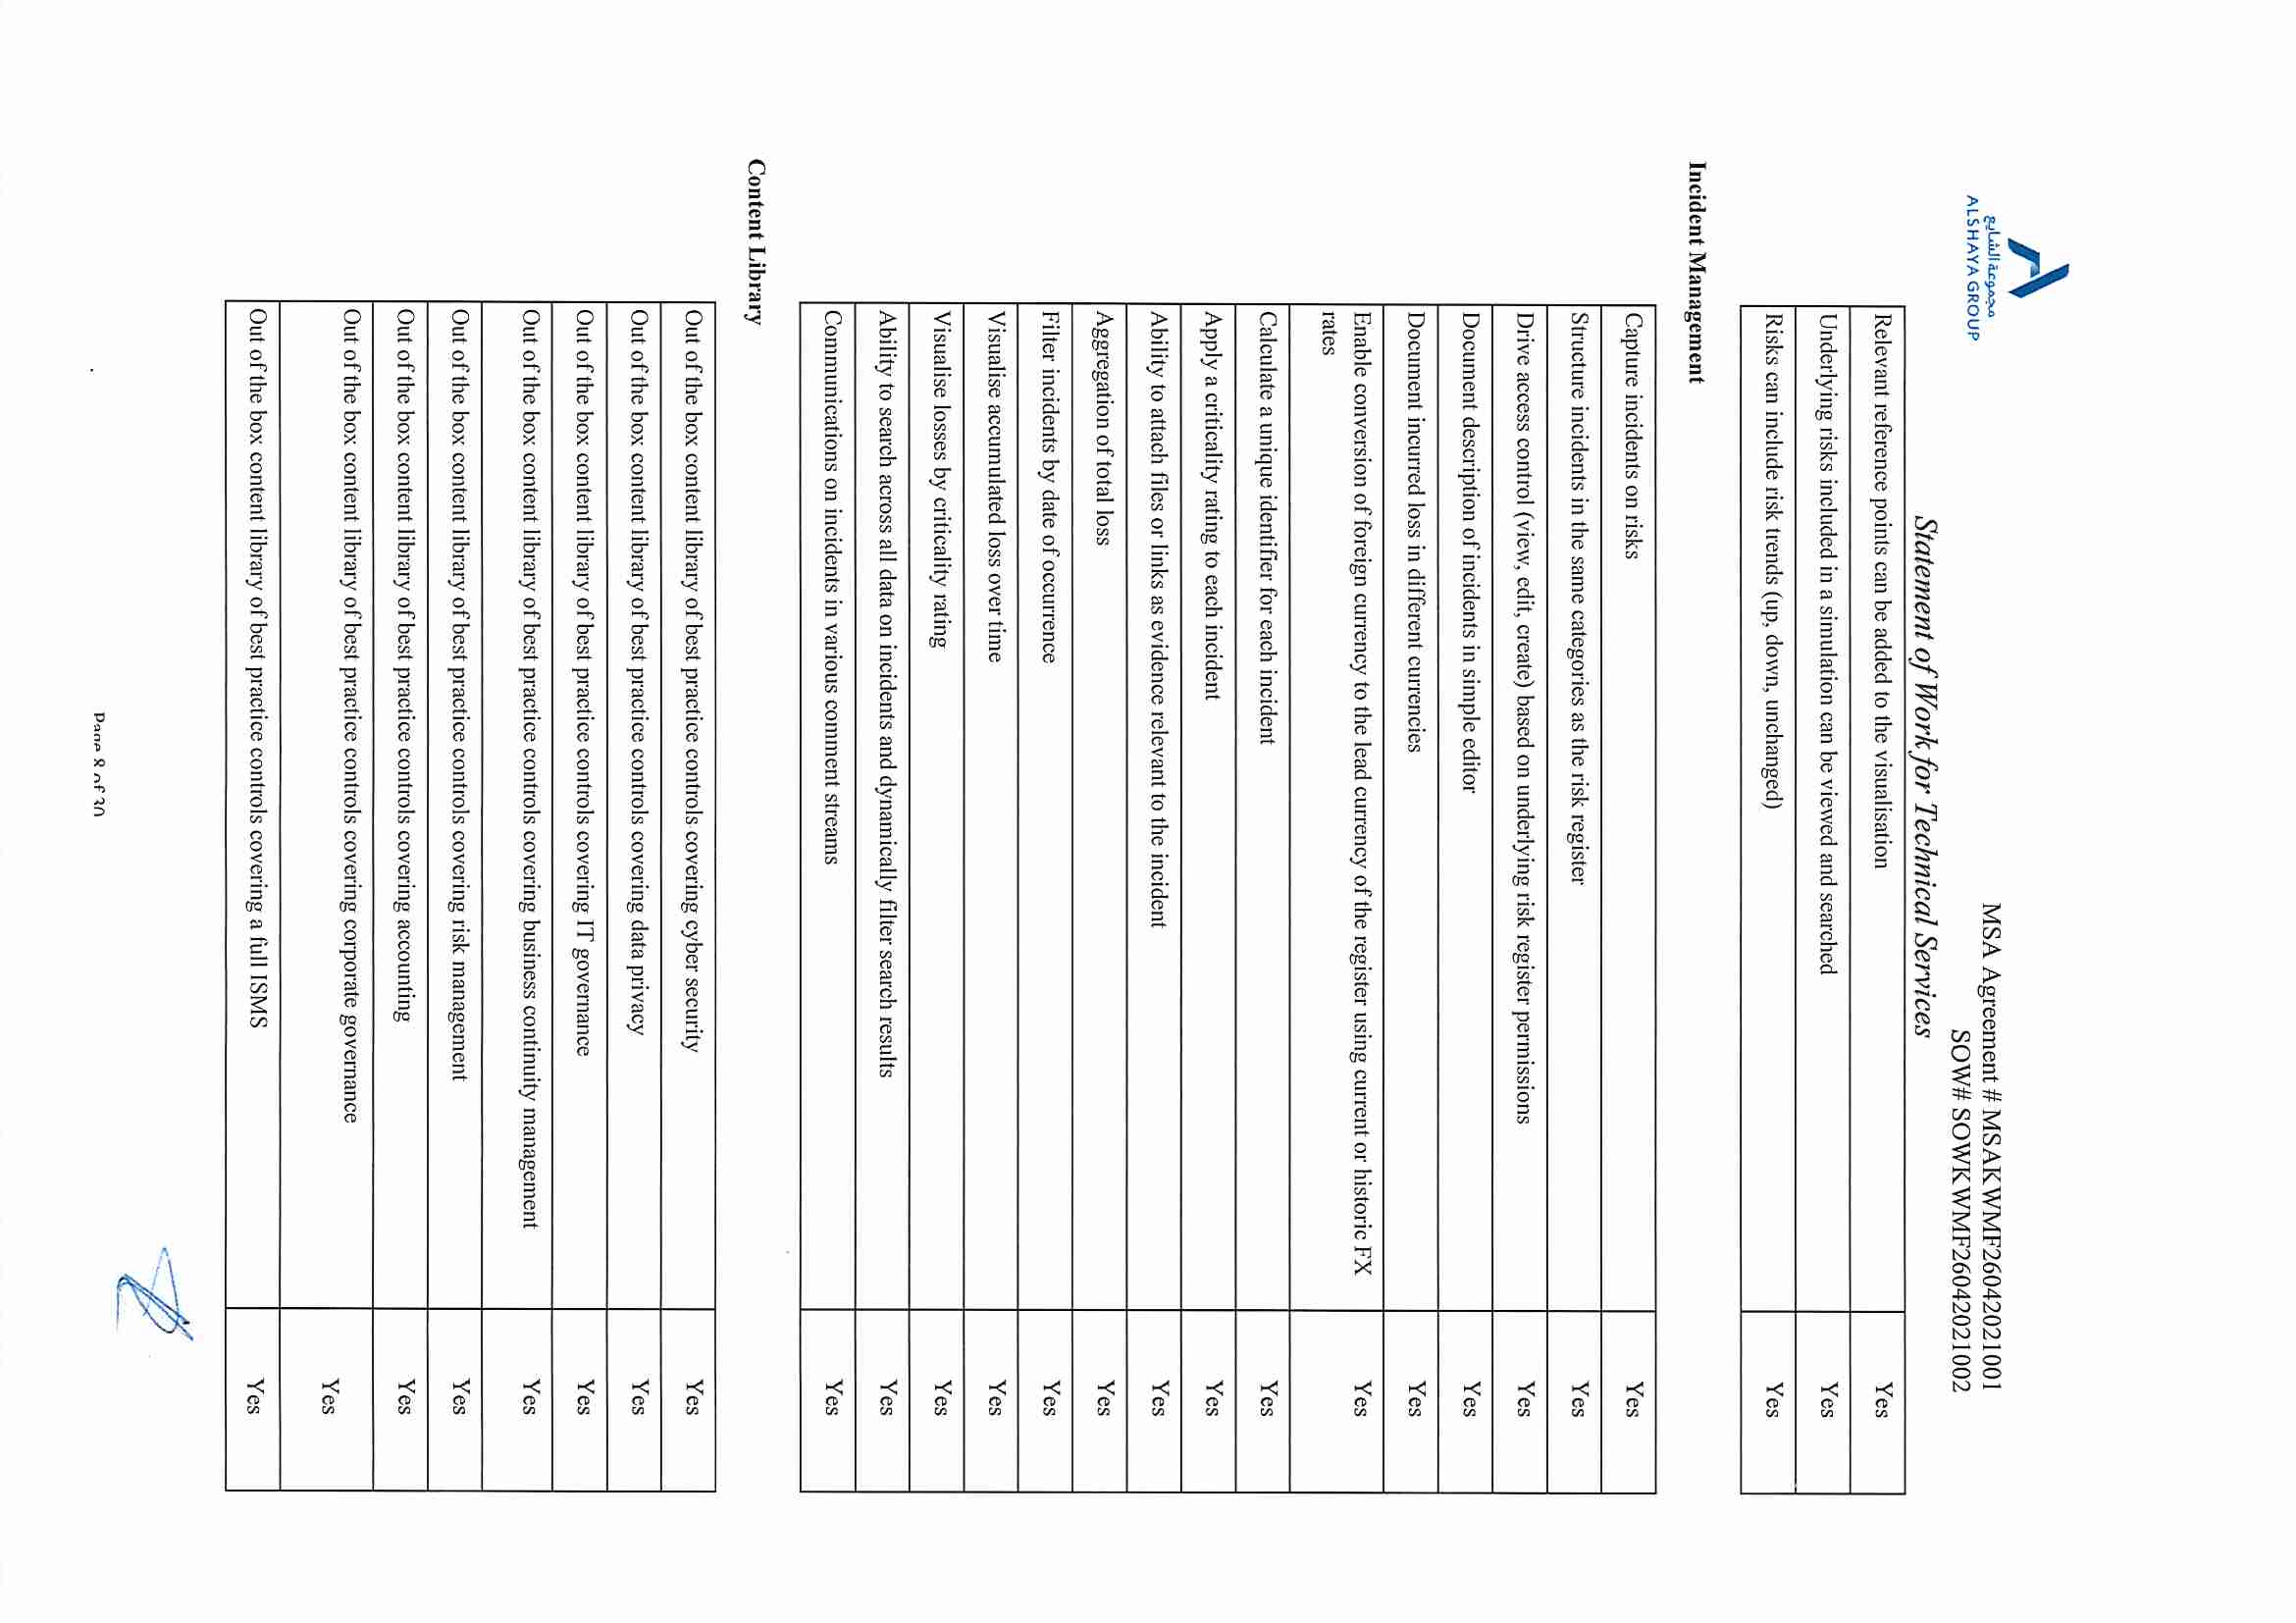 مجموعة الشايع
ALSHAYA GROUP
MSA Agreement # MSAKWMF26042021001
SOW# SOWKWMF26042021002
Statement of Work for Technical Services
Relevant reference points can be added to the visualisation Yes
Underlying risks included in a simulation can be viewed and searched Yes
Risks can include risk trends (up, down, unchanged) Yes
Incident Management
Capture incidents on risks Yes
Structure incidents in the same categories as the risk register Yes
Drive access control (view, edit, create) based on underlying risk register permissions Yes
Document description of incidents in simple editor Yes
Document incurred loss in different currencies Yes
Enable conversion of foreign currency to the lead currency of the register using current or historic FX Yes
rates
Calculate a unique identifier for each incident Yes
Apply a criticality rating to each incident Yes
Ability to attach files or links as evidence relevant to the incident Yes
Aggregation of total loss Yes
Filter incidents by date of occurrence Yes
Visualise accumulated loss over time Yes
Visualise losses by criticality rating Yes
Ability to search across all data on incidents and dynamically filter search results Yes
Communications on incidents in various comment streams Yes
Content Library
Out of the box content library of best practice controls covering cyber security Yes
Out of the box content library of best practice controls covering data privacy Yes
Out of the box content library of best practice controls covering IT governance Yes
Out of the box content library of best practice controls covering business continuity management Yes
Out of the box content library of best practice controls covering risk management Yes
Out of the box content library of best practice controls covering accounting Yes
Out of the box content library of best practice controls covering corporate governance Yes
Out of the box content library of best practice controls covering a full ISMS Yes
Page 8 of 30